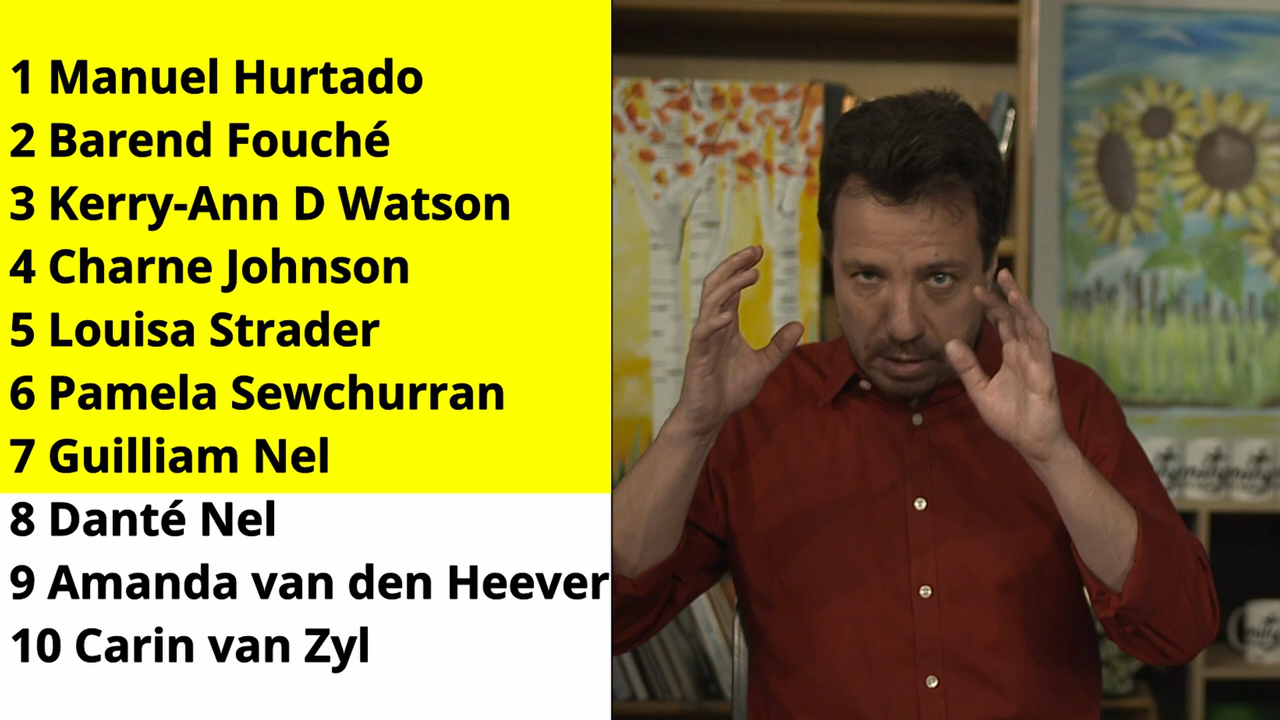 1 Manuel Hurtado
2 Barend Fouché
3 Kerry-Ann D Watson
4 Charne Johnson
5 Louisa Strader
6 Pamela Sewchurran
7 Guilliam Nel
8 Danté Nel
9 Amanda van den Heever
10 Carin van Zyl